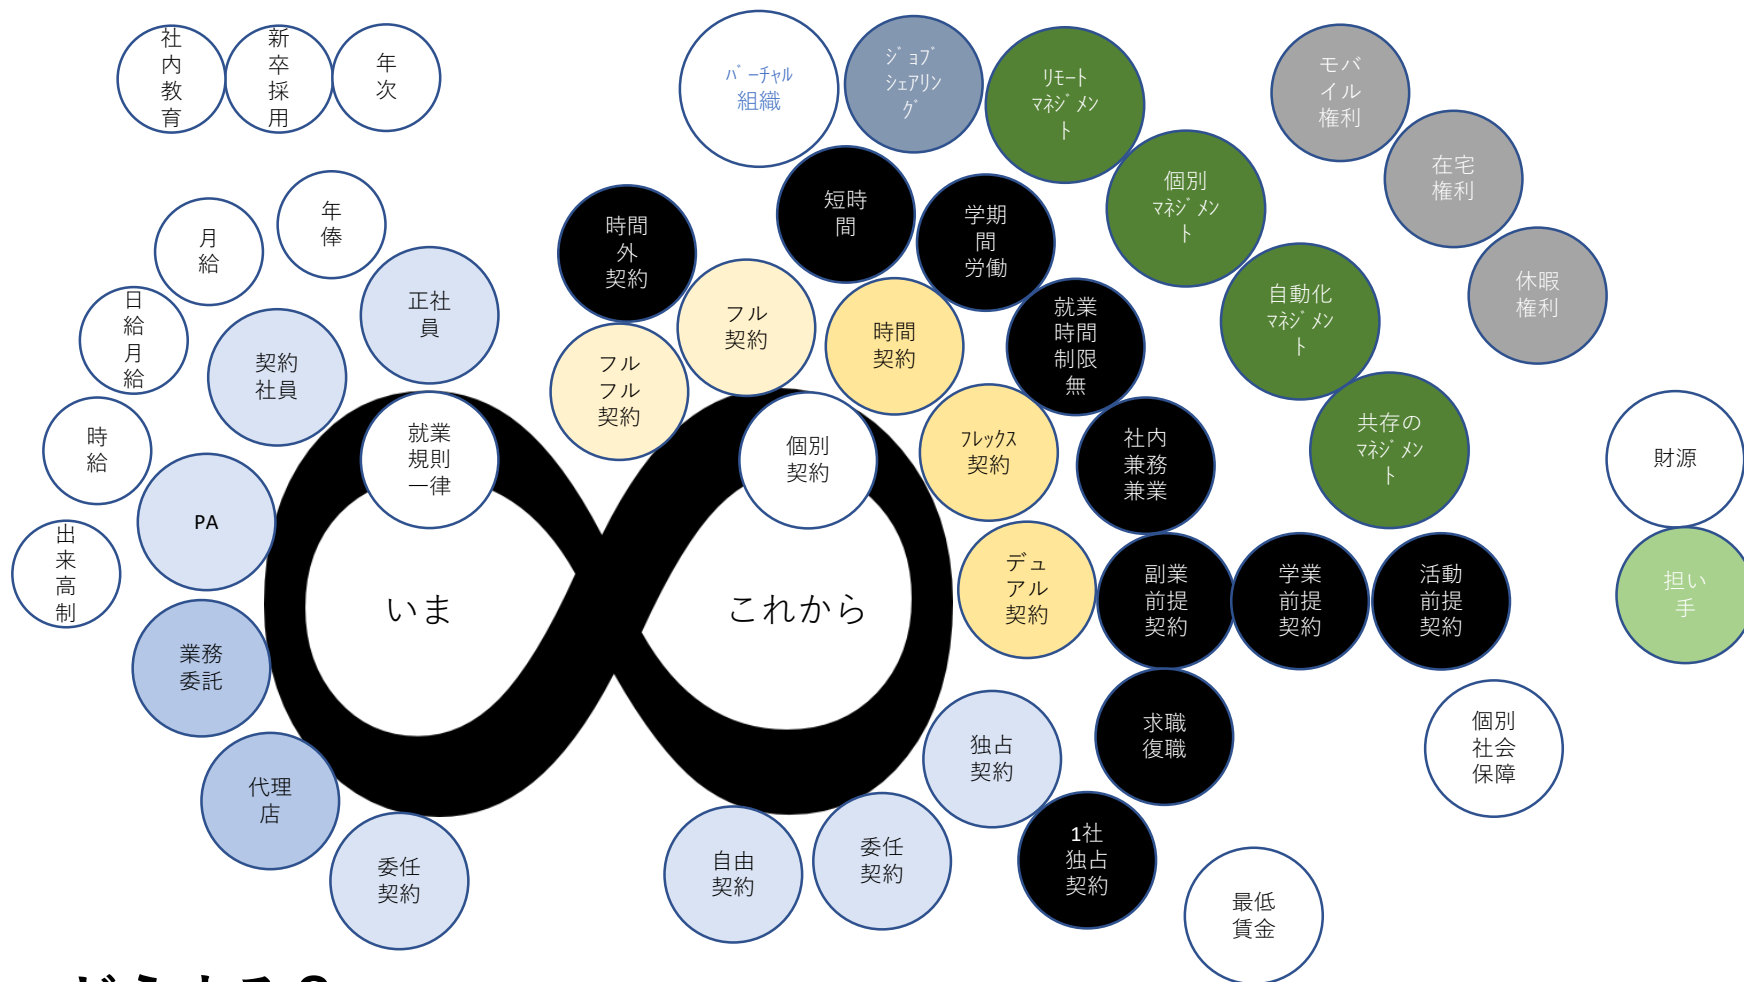 社
内
教
育
新
卒
採
用
年
次
ﾊﾞｰﾁｬﾙ
組織
ｼﾞｮﾌﾞ
ｼｪｱﾘﾝ
ｸﾞ
ﾘﾓｰﾄ
ﾏﾈｼﾞﾒﾝ
ﾄ
モバ
イル
権利
在宅
権利
休暇
権利
個別
ﾏﾈｼﾞﾒﾝ
ﾄ
自動化
ﾏﾈｼﾞﾒﾝ
ﾄ
共存の
ﾏﾈｼﾞﾒﾝ
ﾄ
年
俸
月
給
日
給
月
給
時
給
出
来
高
制
正社
員
契約
社員
PA
業務
委託
代理
店
委任
契約
就業
規則
一律
いま
時間
外
契約
短時
間
学期
間
労働
就業
時間
制限
無
社内
兼務
兼業
フル
フル
契約
フル
契約
時間
契約
ﾌﾚｯｸｽ
契約
デュ
アル
契約
個別
契約
これから
副業
前提
契約
学業
前提
契約
活動
前提
契約
求職
復職
1社
独占
契約
独占
契約
委任
契約
自由
契約
財源
担い
手
個別
社会
保障
最低
賃金